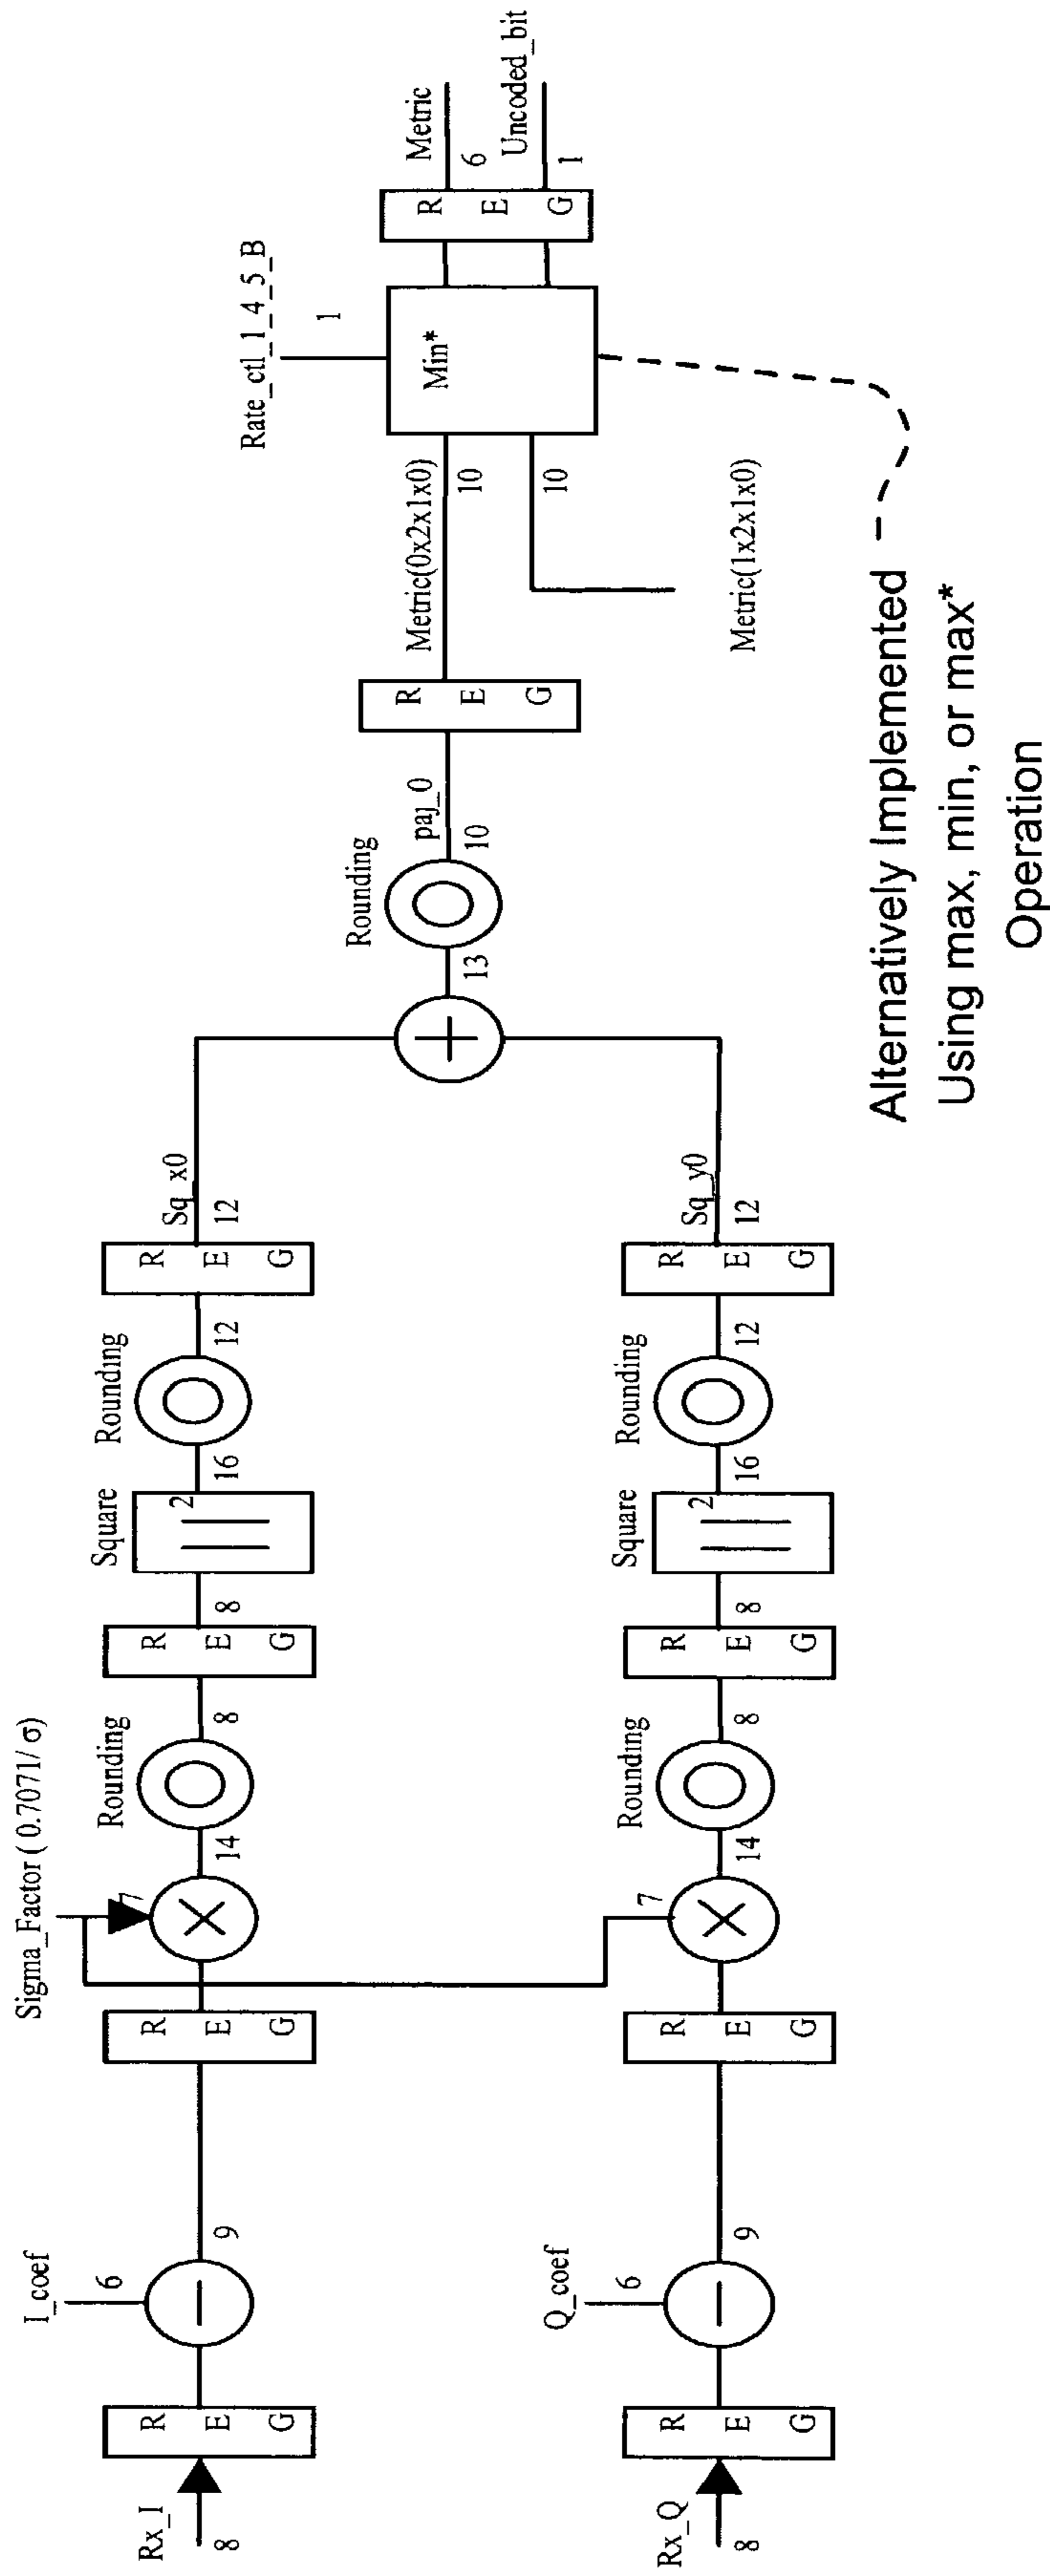 Rx_I
8
R
E
G
I_coef
6
9
R
E
G
Sigma_Factor ( 0.7071/ σ)
7
14
Rounding
8
R
E
G
8
Square
2
16
Rounding
12
R
E
G
Sq_x0
12
Rx_Q
8
R
E
G
Q_coef
6
9
R
E
G
7
14
Rounding
8
R
E
G
8
Square
2
16
Rounding
12
R
E
G
Sq_y0
12
13
Rounding
paj_0
10
R
E
G
Metric(0x2x1x0)
10
Metric(1x2x1x0)
10
Rate_ctl_1_4_5_B
1
Min*
R
E
G
Metric
6
Uncoded_bit
1
Alternatively Implemented
Using max, min, or max*
Operation